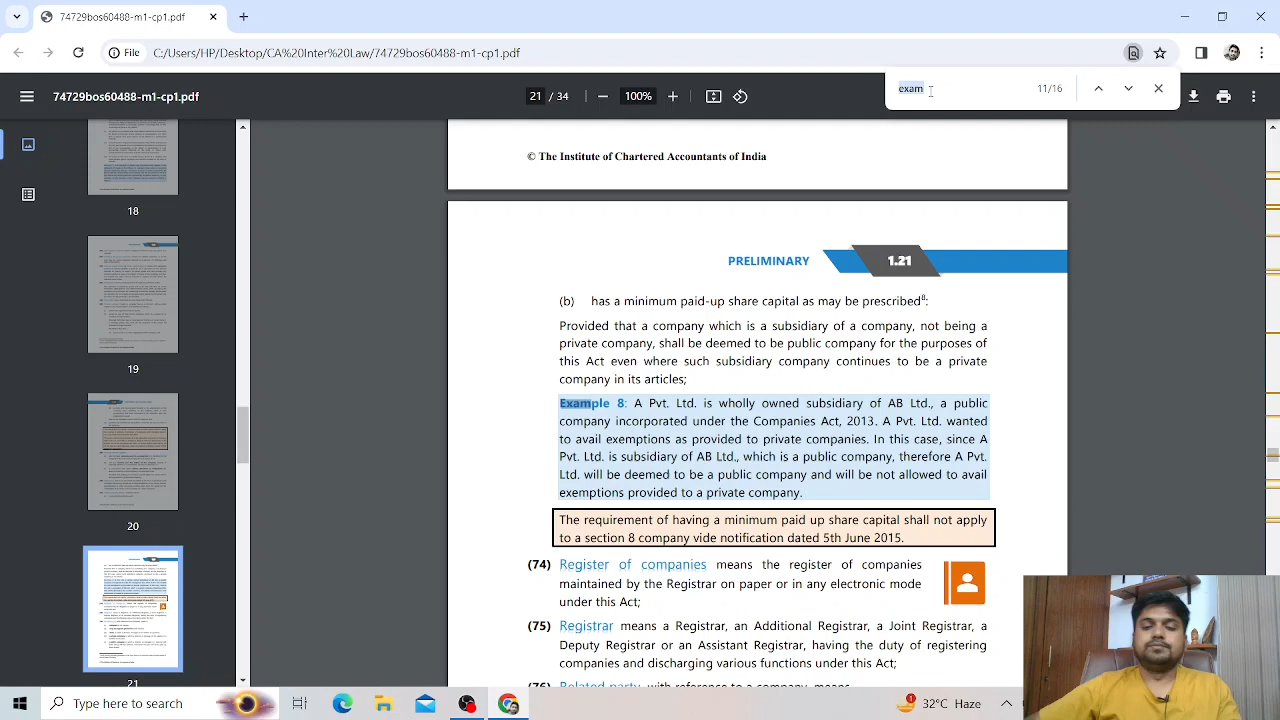 74729bos60488-m1-cp1.pdf
File
C:/Users/HP/Desktop/CA%20Inter%20Law/74729bos60488-m1-cp1.pdf
exam
11/16
74729bos60488-m1-cp1.pdf
21 / 34
100%
© The Institute of Chartered Accountants of India
18
19
20
21
PRELIMINARY
1.21
has a minimum paid-up share capital as may be prescribed
Provided that a company which is a subsidiary of a company, not being a
private company, shall be deemed to be public company for the purposes of
this Act even where such subsidiary company continues to be a private
company in its articles;
Example 8: A Pvt. Ltd. is wholly owned subsidiary of AB Ltd. a public
company incorporated under the Companies Act, 2013. A Pvt. Ltd. wanted
to avail exemptions as provided to private companies. In this case, since A
Pvt. Ltd. is subsidiary of AB Ltd., which is a public company, therefore A Pvt.
Ltd. will be deemed to be a public company & will be not allowed to avail
exemptions provided to a private company.
The requirement of having a minimum paid up share capital shall not apply
to a section 8 company vide notification dated 5th June 2015.
Register of companies means the register of companies
maintained by the Registrar on paper or in any electronic mode
under this Act;
(75) Registrar means a Registrar, an Additional Registrar, a Joint Registrar, a
Deputy Registrar or an Assistant Registrar, having the duty of registering
companies and discharging various functions under this Act;
(76) Related party, with reference to a company, means
Type here to search
1
32°C Haze